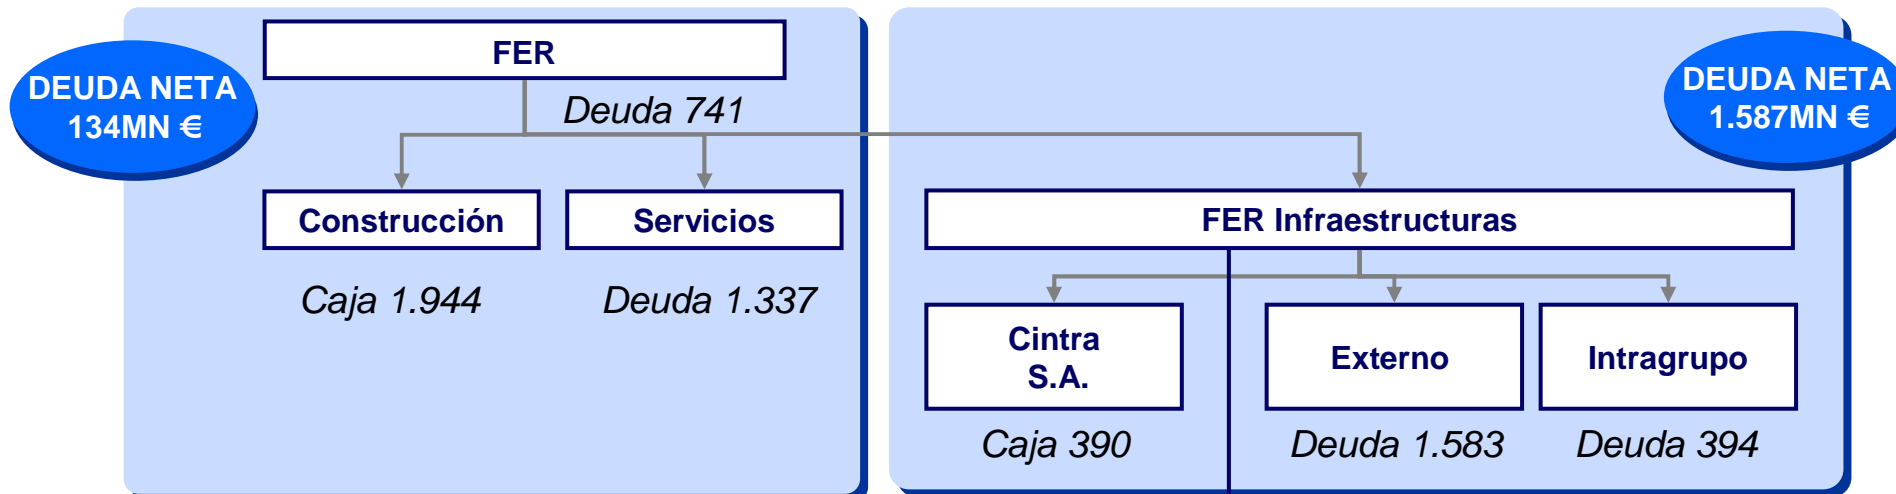 DEUDA NETA
134MN €
FER
Deuda 741
Construcción
Servicios
Caja 1.944
Deuda 1.337
DEUDA NETA
1.587MN €
FER Infraestructuras
Cintra
S.A.
Externo
Intragrupo
Caja 390
Deuda 1.583
Deuda 394